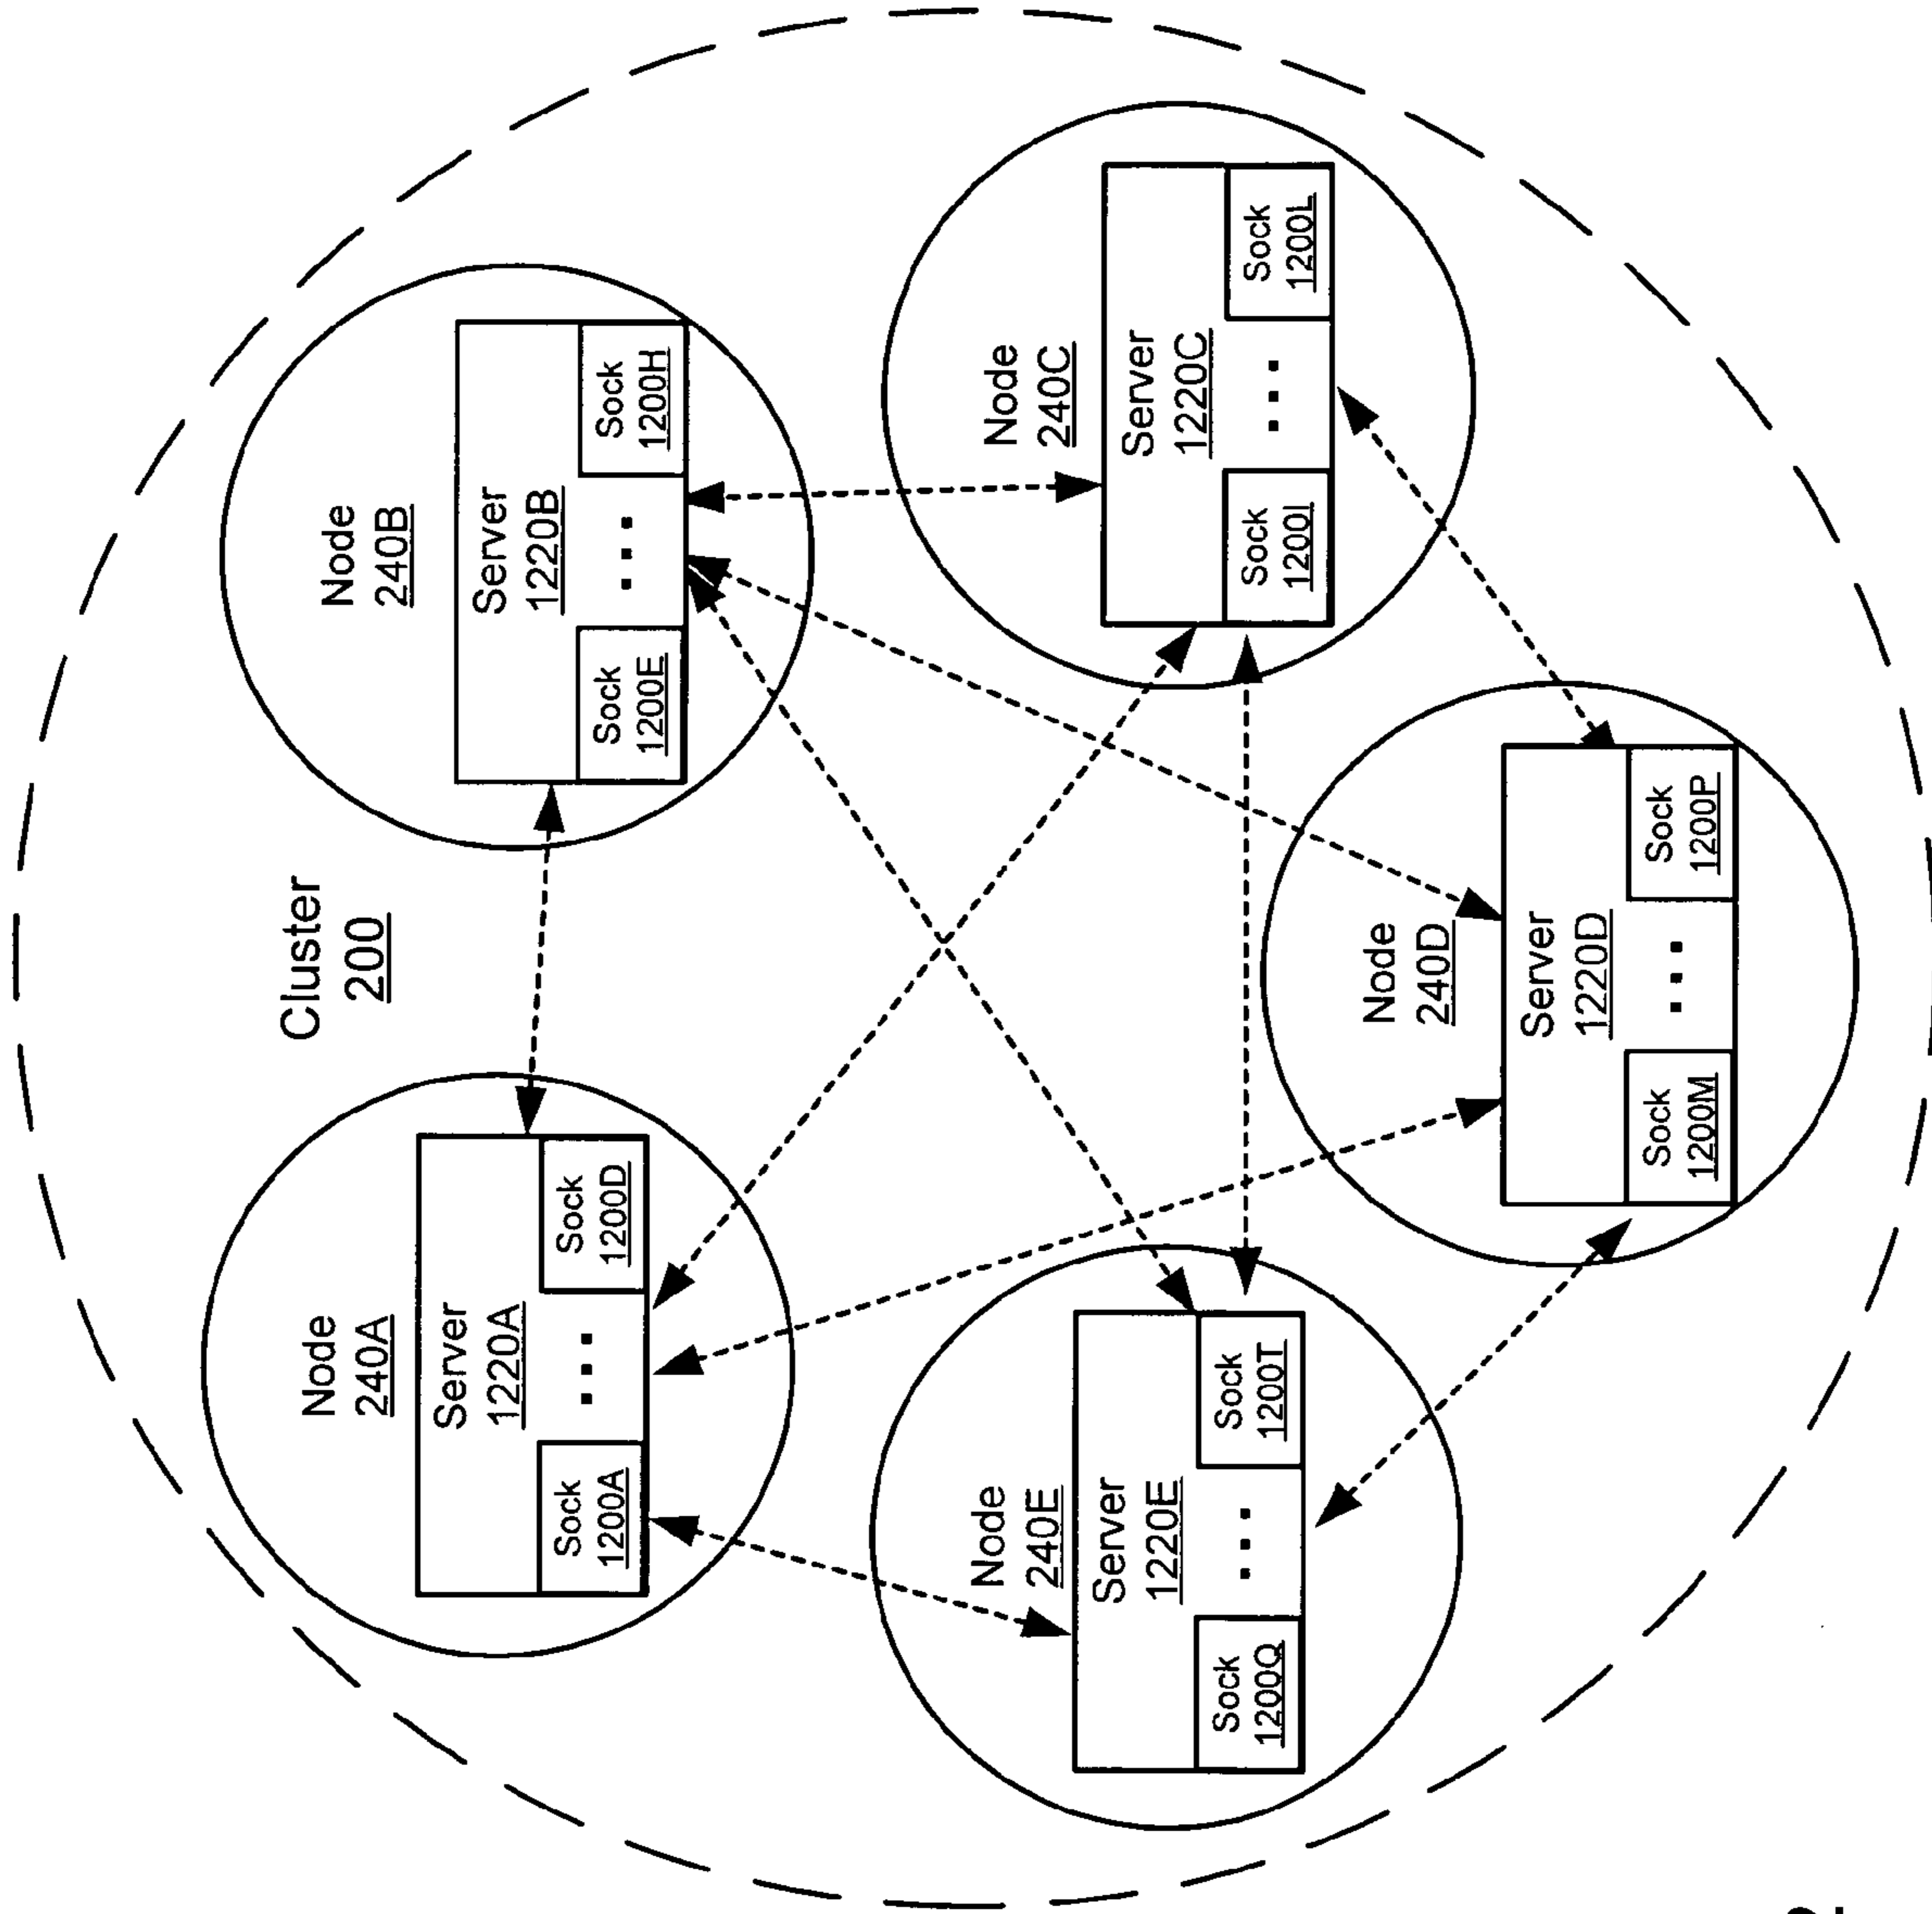 Cluster
200
Node
240A
Server
1220A
Sock
1200A
...
Sock
1200D
Node
240B
Server
1220B
Sock
1200E
...
Sock
1200H
Node
240E
Server
1220E
Sock
1200Q
...
Sock
1200T
Node
240C
Server
1220C
Sock
1200I
...
Sock
1200L
Node
240D
Server
1220D
Sock
1200M
...
Sock
1200P